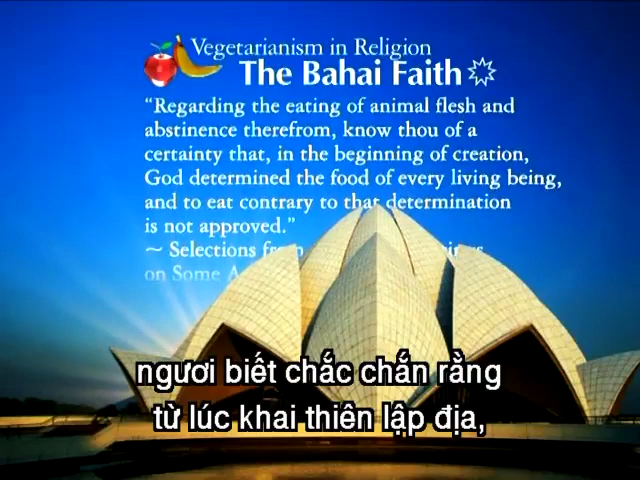 Vegetarianism in Religion
The Bahai Faith
“Regarding the eating of animal flesh and
abstinence therefrom, know thou of a
certainty that, in the beginning of creation,
God determined the food of every living being,
and to eat contrary to that determination
is not approved.”
~ Selections from
on Some
ngươi biết chắc chắn rằng
từ lúc khai thiên lập địa,